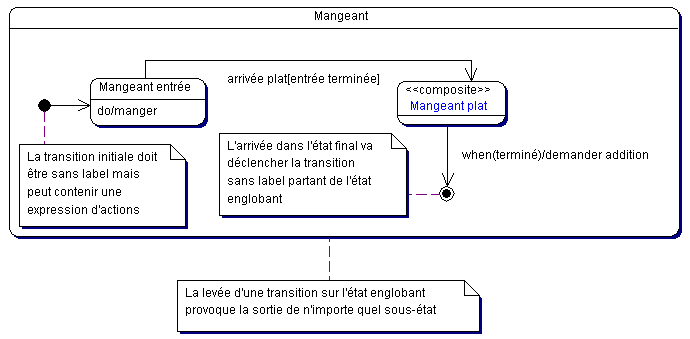 Mangeant
arrivée plat[entrée terminée]
Mangeant entrée
do/manger
<<composite>>
Mangeant plat
La transition initiale doit
être sans label mais
peut contenir une
expression d'actions
L'arrivée dans l'état final va
déclencher la transition
sans label partant de l'état
englobant
when(terminé)/demander addition
La levée d'une transition sur l'état englobant
provoque la sortie de n'importe quel sous-état